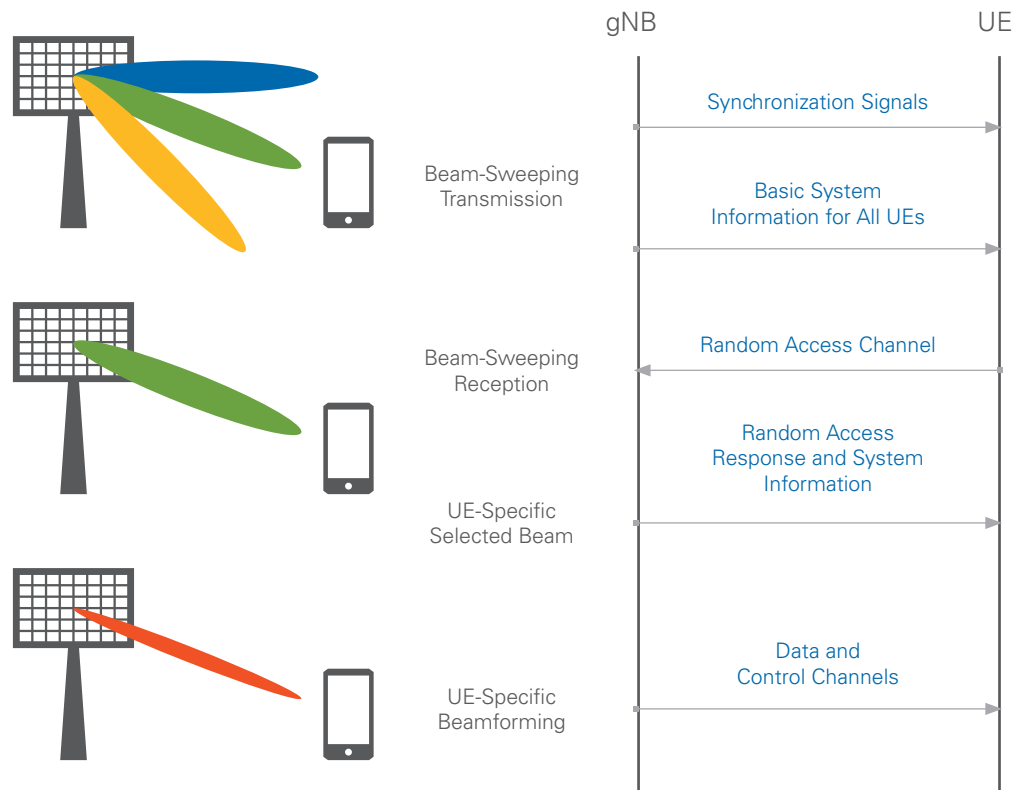 gNB
UE
Synchronization Signals
Beam-Sweeping
Transmission
Basic System
Information for All UEs
Beam-Sweeping
Reception
Random Access Channel
Random Access
Response and System
Information
UE-Specific
Selected Beam
Data and
Control Channels
UE-Specific
Beamforming